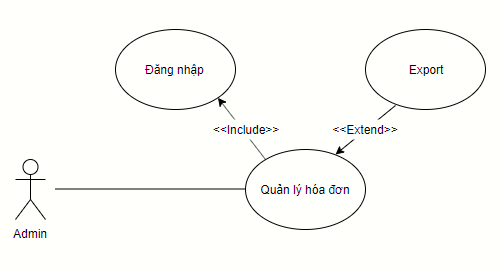 Đăng nhập
Export
<<Include>>
<<Extend>>
Quản lý hóa đơn
Admin